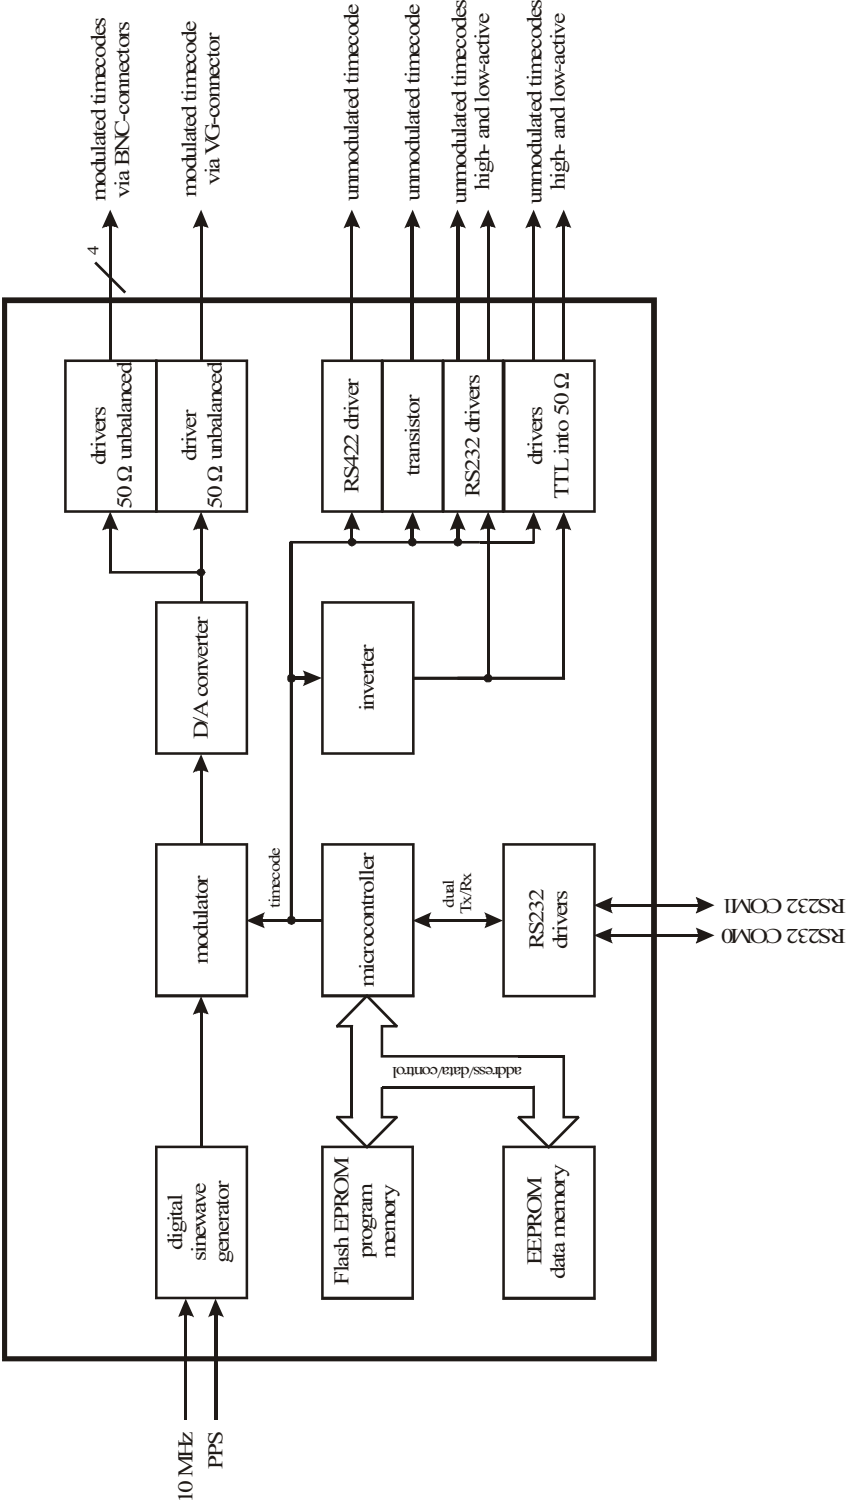 modulated timecodes
via BNC-connectors
modulated timecode
via VG-connector
unmodulated timecode
unmodulated timecode
unmodulated timecodes
high- and low-active
unmodulated timecodes
high- and low-active
4
drivers
50 Ω unbalanced
driver
50 Ω unbalanced
RS422 driver
transistor
RS232 drivers
drivers
TTL into 50 Ω
D/A converter
inverter
modulator
timecode
microcontroller
dual
Tx/Rx
RS232
drivers
RS232 COM1
RS232 COM0
address/data/control
digital
sinewave
generator
Flash EPROM
program
memory
EEPROM
data memory
10 MHz
PPS